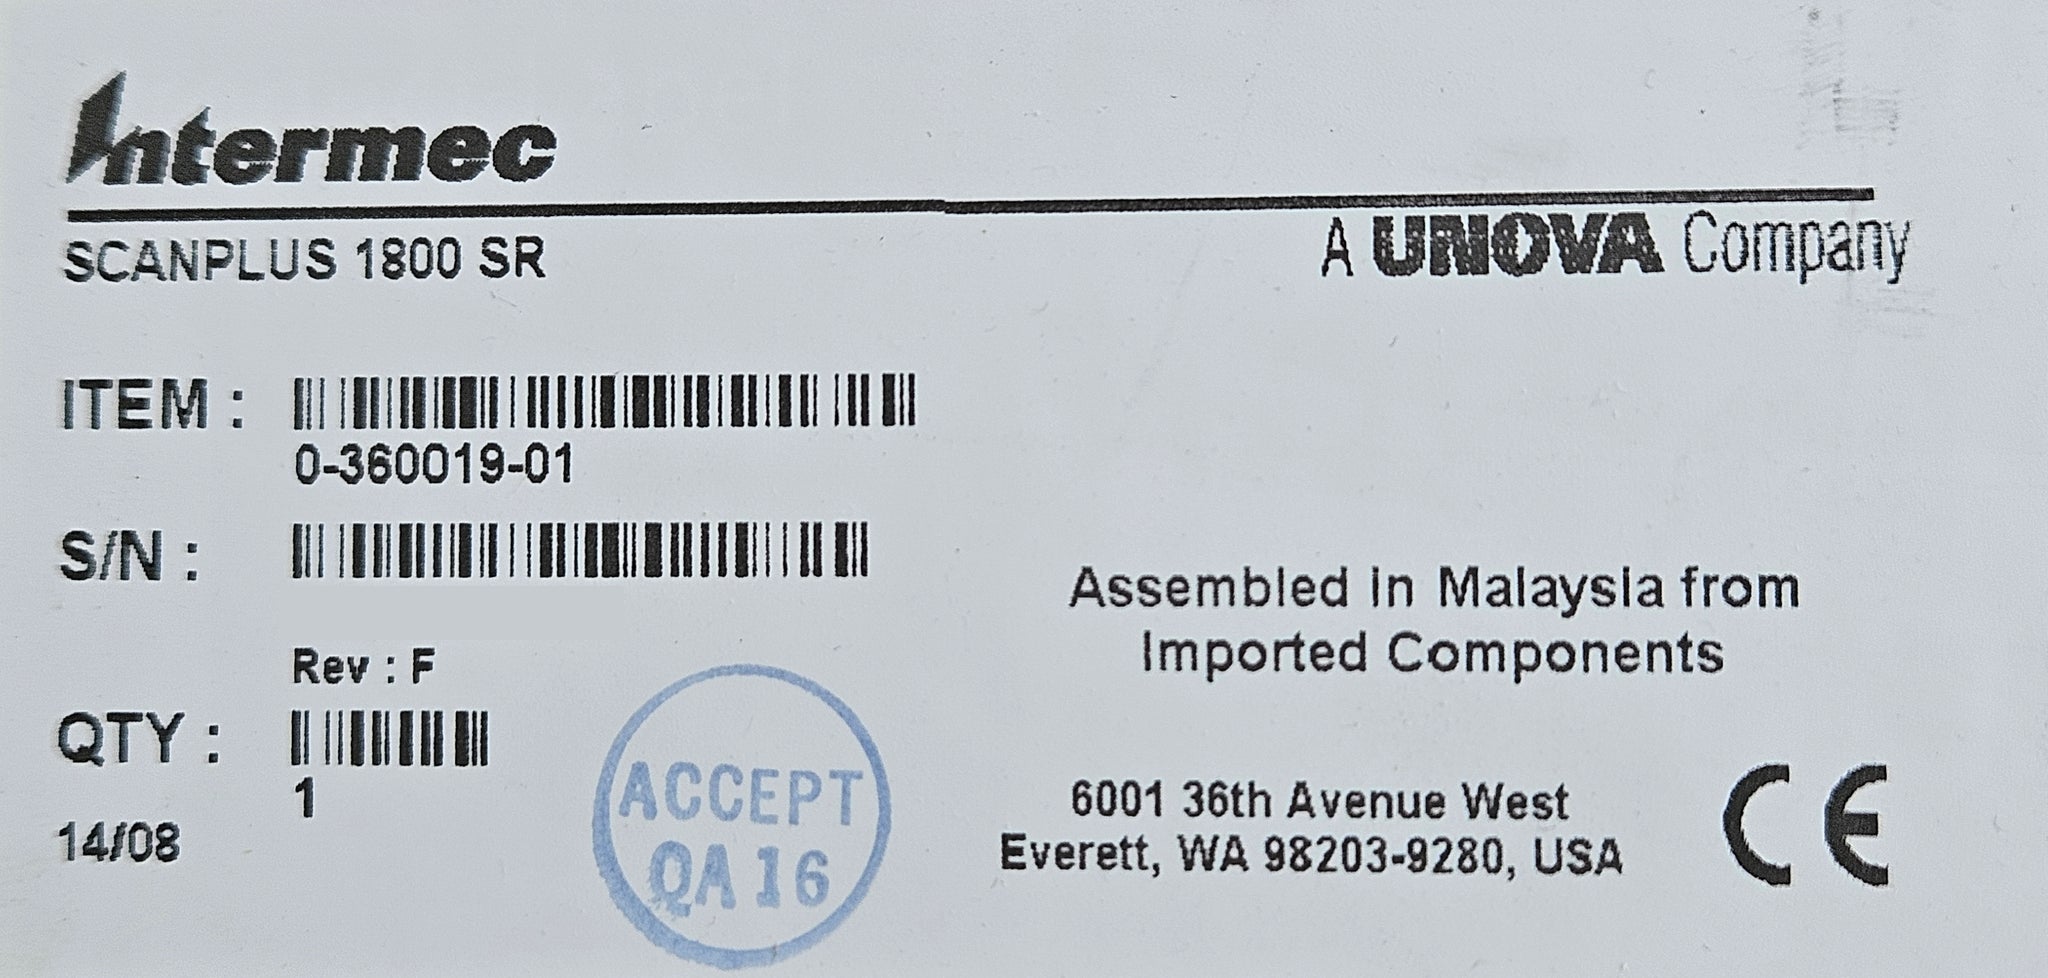 Intermec
SCANPLUS 1800 SR
A UNOVA Company
ITEM :
0-360019-01
S/N :
Rev : F
QTY :
1
14/08
ACCEPT
QA 16
Assembled in Malaysia from
Imported Components
6001 36th Avenue West
Everett, WA 98203-9280, USA
CE